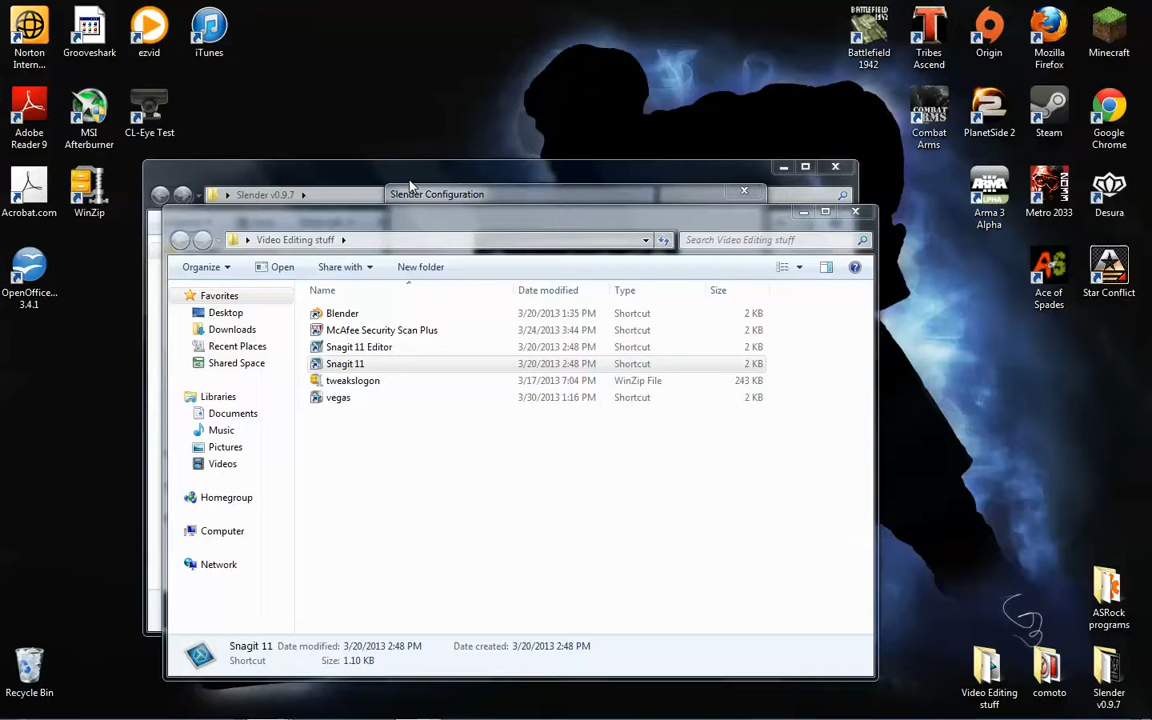 Norton
Intern...
Grooveshark
ezvid
iTunes
Battlefield
1942
Tribes
Ascend
Origin
Mozilla
Firefox
Minecraft
Adobe
Reader 9
MSI
Afterburner
CL-Eye Test
COMBAT
ARMS
Combat
Arms
PlanetSide 2
Steam
Google
Chrome
Acrobat.com
WinZip
ARMA
ALPHA
Arma 3
Alpha
Metro 2033
Desura
OpenOffice...
3.4.1
Ace of
Spades
Star Conflict
Slender v0.9.7
Slender Configuration
Video Editing stuff
Search Video Editing stuff
Organize
Open
Share with
New folder
Name
Date modified
Type
Size
Favorites
Desktop
Downloads
Recent Places
Shared Space
Libraries
Documents
Music
Pictures
Videos
Homegroup
Computer
Network
Blender 3/20/2013 1:35 PM Shortcut 2 KB
McAfee Security Scan Plus 3/24/2013 3:44 PM Shortcut 2 KB
Snagit 11 Editor 3/20/2013 2:48 PM Shortcut 2 KB
Snagit 11 3/20/2013 2:48 PM Shortcut 2 KB
tweakslogon 3/17/2013 7:04 PM WinZip File 243 KB
vegas 3/30/2013 1:16 PM Shortcut 2 KB
Snagit 11 Date modified: 3/20/2013 2:48 PM Date created: 3/20/2013 2:48 PM
Shortcut Size: 1.10 KB
ASRock
programs
Recycle Bin
Video Editing
stuff
comoto
Slender
v0.9.7